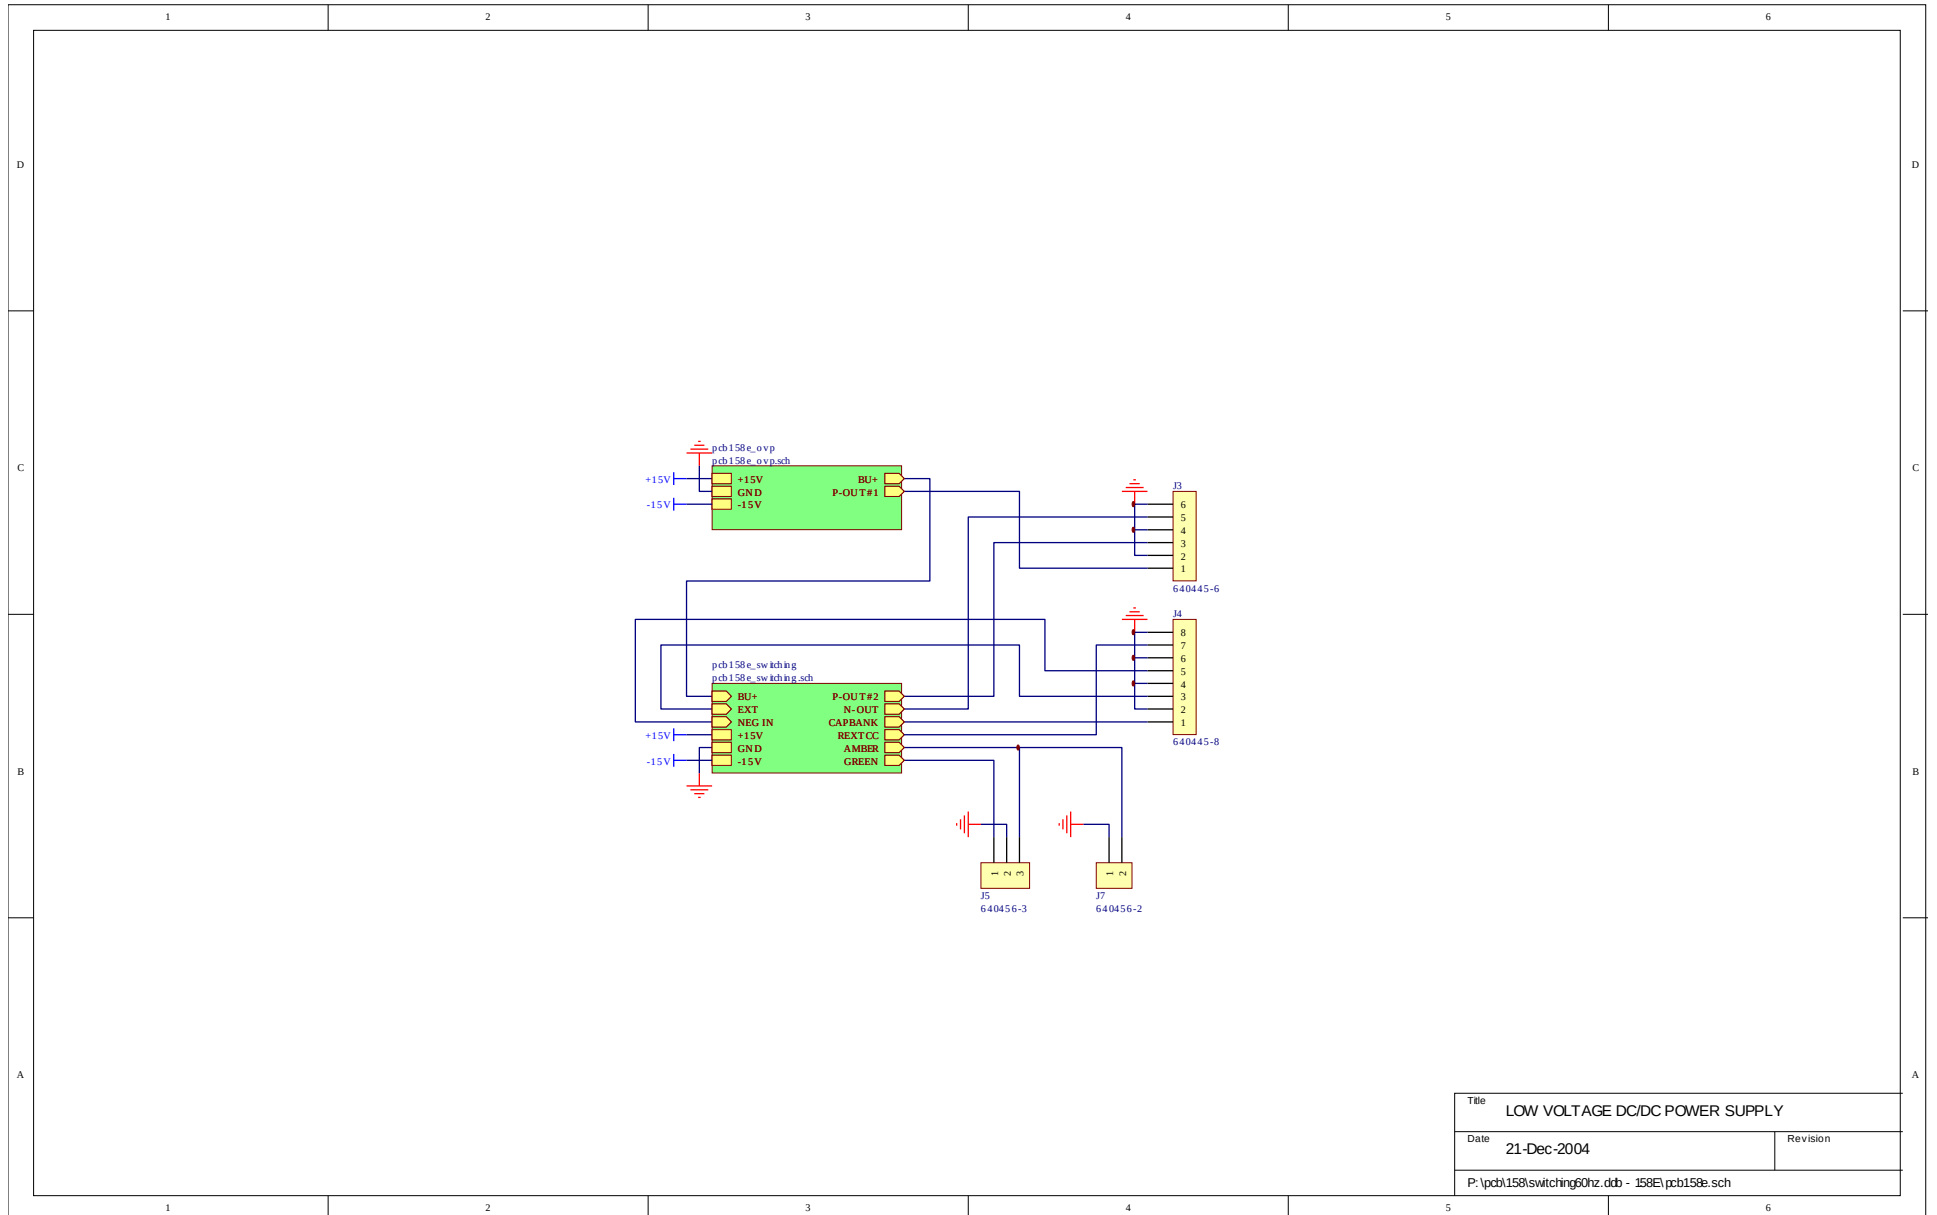 1 2 3 4 5 6
D D
C C
B B
A A
pcb158e_ovp
pcb158e_ovp.sch
+15V
-15V
+15V
GND
-15V
BU+
P-OUT#1
J3
6
5
4
3
2
1
640445-6
J4
8
7
6
5
4
3
2
1
640445-8
pcb158e_switching
pcb158e_switching.sch
+15V
-15V
BU+
EXT
NEG IN
+15V
GND
-15V
P-OUT#2
N-OUT
CAPBANK
REXTCC
AMBER
GREEN
1 2 3
J5
640456-3
1 2
J7
640456-2
Title
LOW VOLTAGE DC/DC POWER SUPPLY
Date
21-Dec-2004
Revision
P:\pcb\158\switching60hz.ddb - 158E\pcb158e.sch
1 2 3 4 5 6